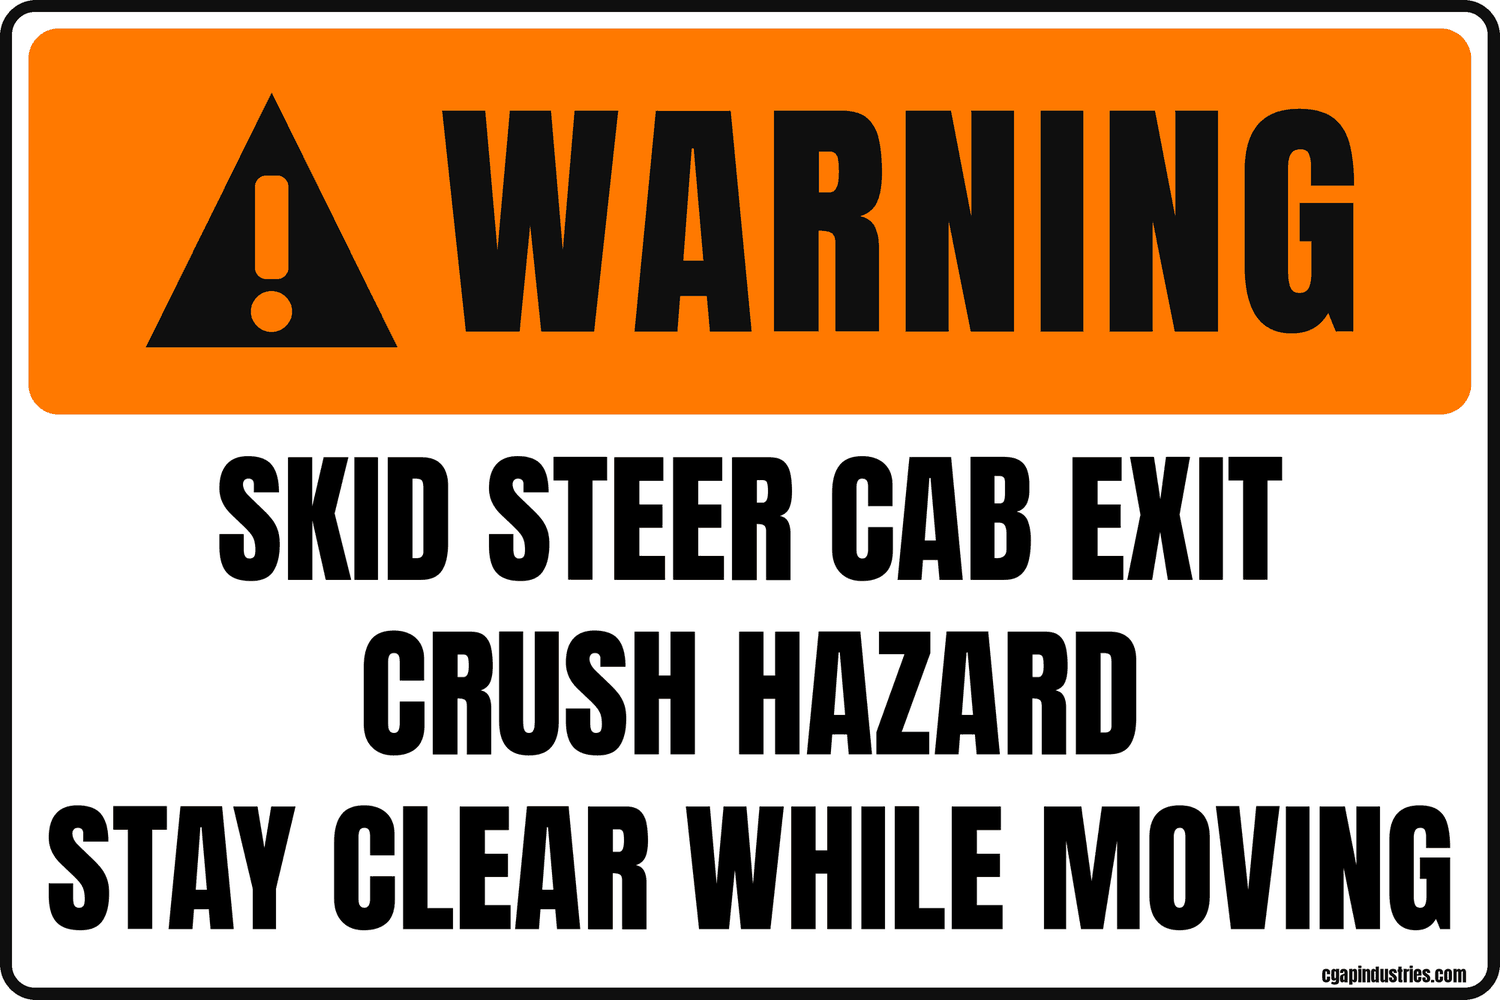 WARNING
SKID STEER CAB EXIT
CRUSH HAZARD
STAY CLEAR WHILE MOVING
cgapindustries.com